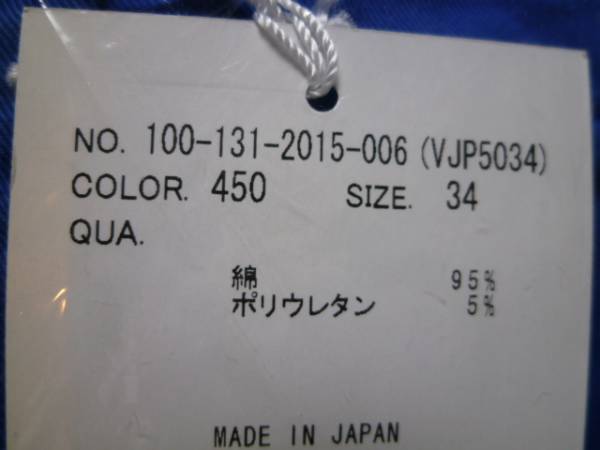 NO. 100-131-2015-006 (VJP5034)
COLOR. 450 SIZE. 34
QUA.
綿 95%
ポリウレタン 5%
MADE IN JAPAN